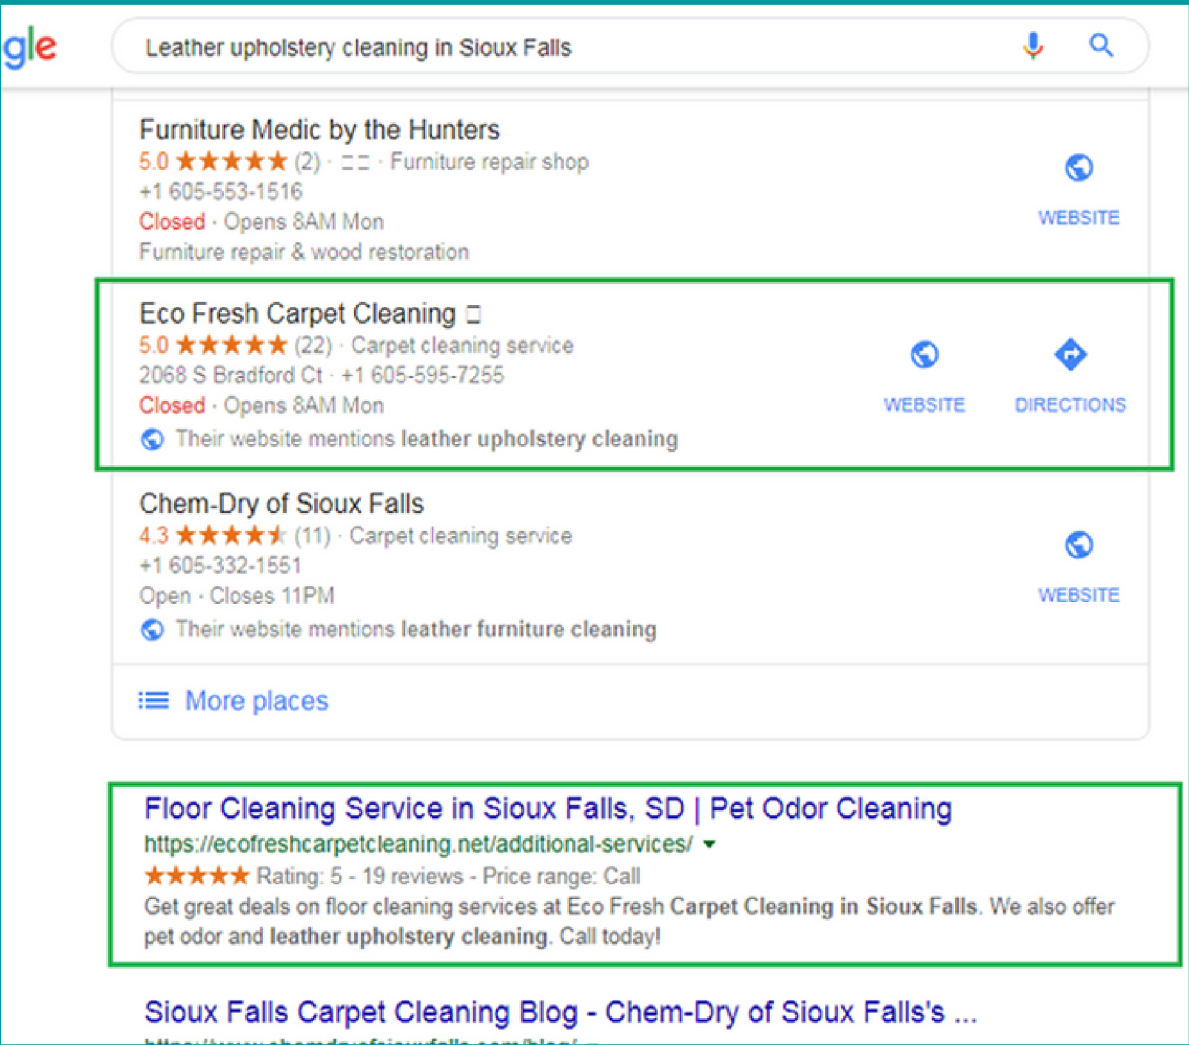 gle
Leather upholstery cleaning in Sioux Falls
Furniture Medic by the Hunters
5.0 ★★★★★ (2) · · Furniture repair shop
+1 605-553-1516
WEBSITE
Closed · Opens 8AM Mon
Furniture repair & wood restoration
Eco Fresh Carpet Cleaning
5.0 ★★★★★ (22) · Carpet cleaning service
2068 S Bradford Ct · +1 605-595-7255
WEBSITE DIRECTIONS
Closed · Opens 8AM Mon
Their website mentions leather upholstery cleaning
Chem-Dry of Sioux Falls
4.3 (11) · Carpet cleaning service
+1 605-332-1551
WEBSITE
Open · Closes 11PM
Their website mentions leather furniture cleaning
More places
Floor Cleaning Service in Sioux Falls, SD | Pet Odor Cleaning
https://ecofreshcarpetcleaning.net/additional-services/
★★★★★ Rating: 5 - 19 reviews - Price range: Call
Get great deals on floor cleaning services at Eco Fresh Carpet Cleaning in Sioux Falls. We also offer
pet odor and leather upholstery cleaning. Call today!
Sioux Falls Carpet Cleaning Blog - Chem-Dry of Sioux Falls's ...